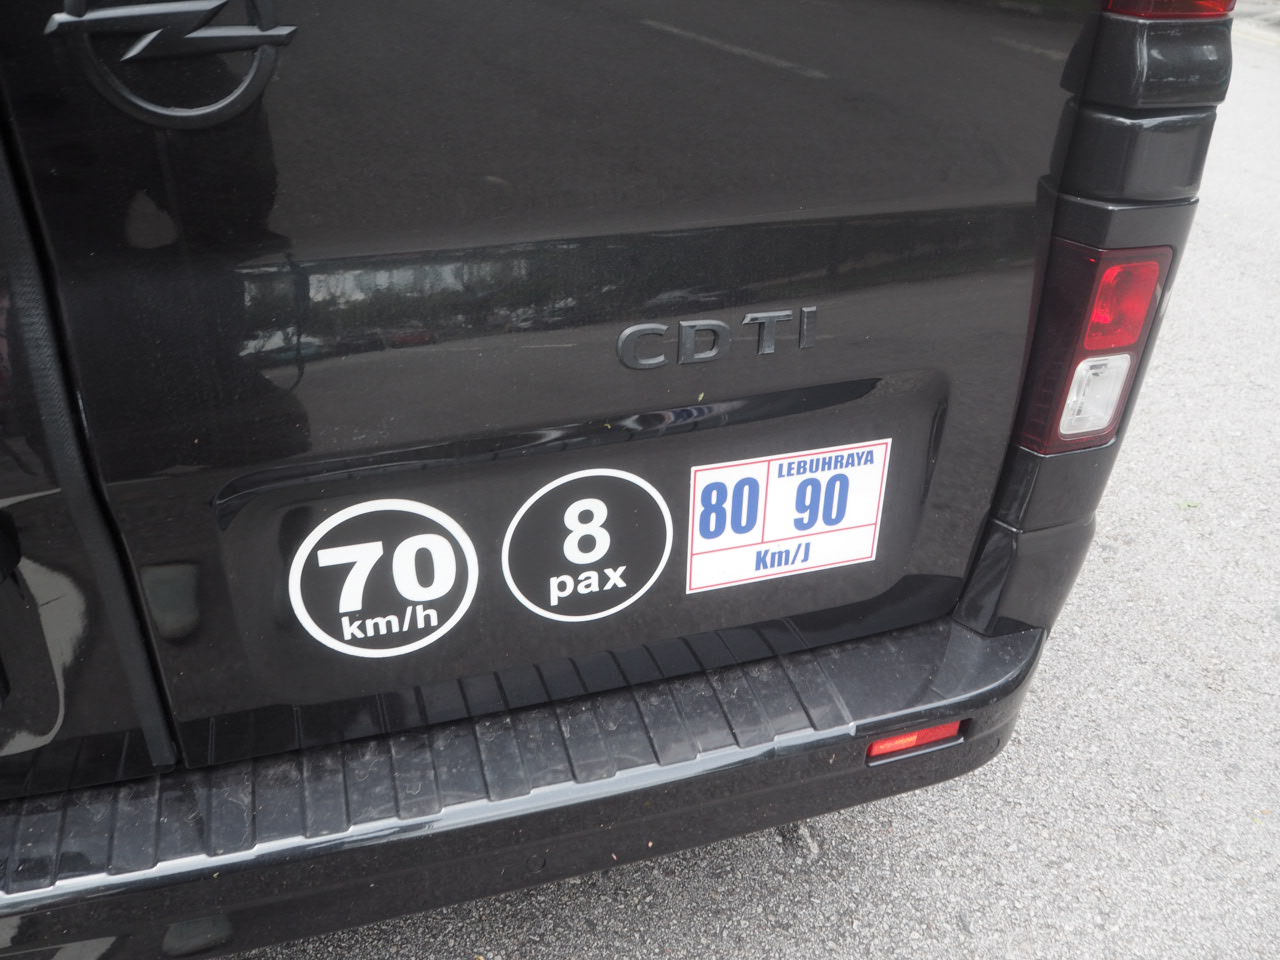 CDTI
70
km/h
8
pax
80
LEBUHRAYA
90
Km/J